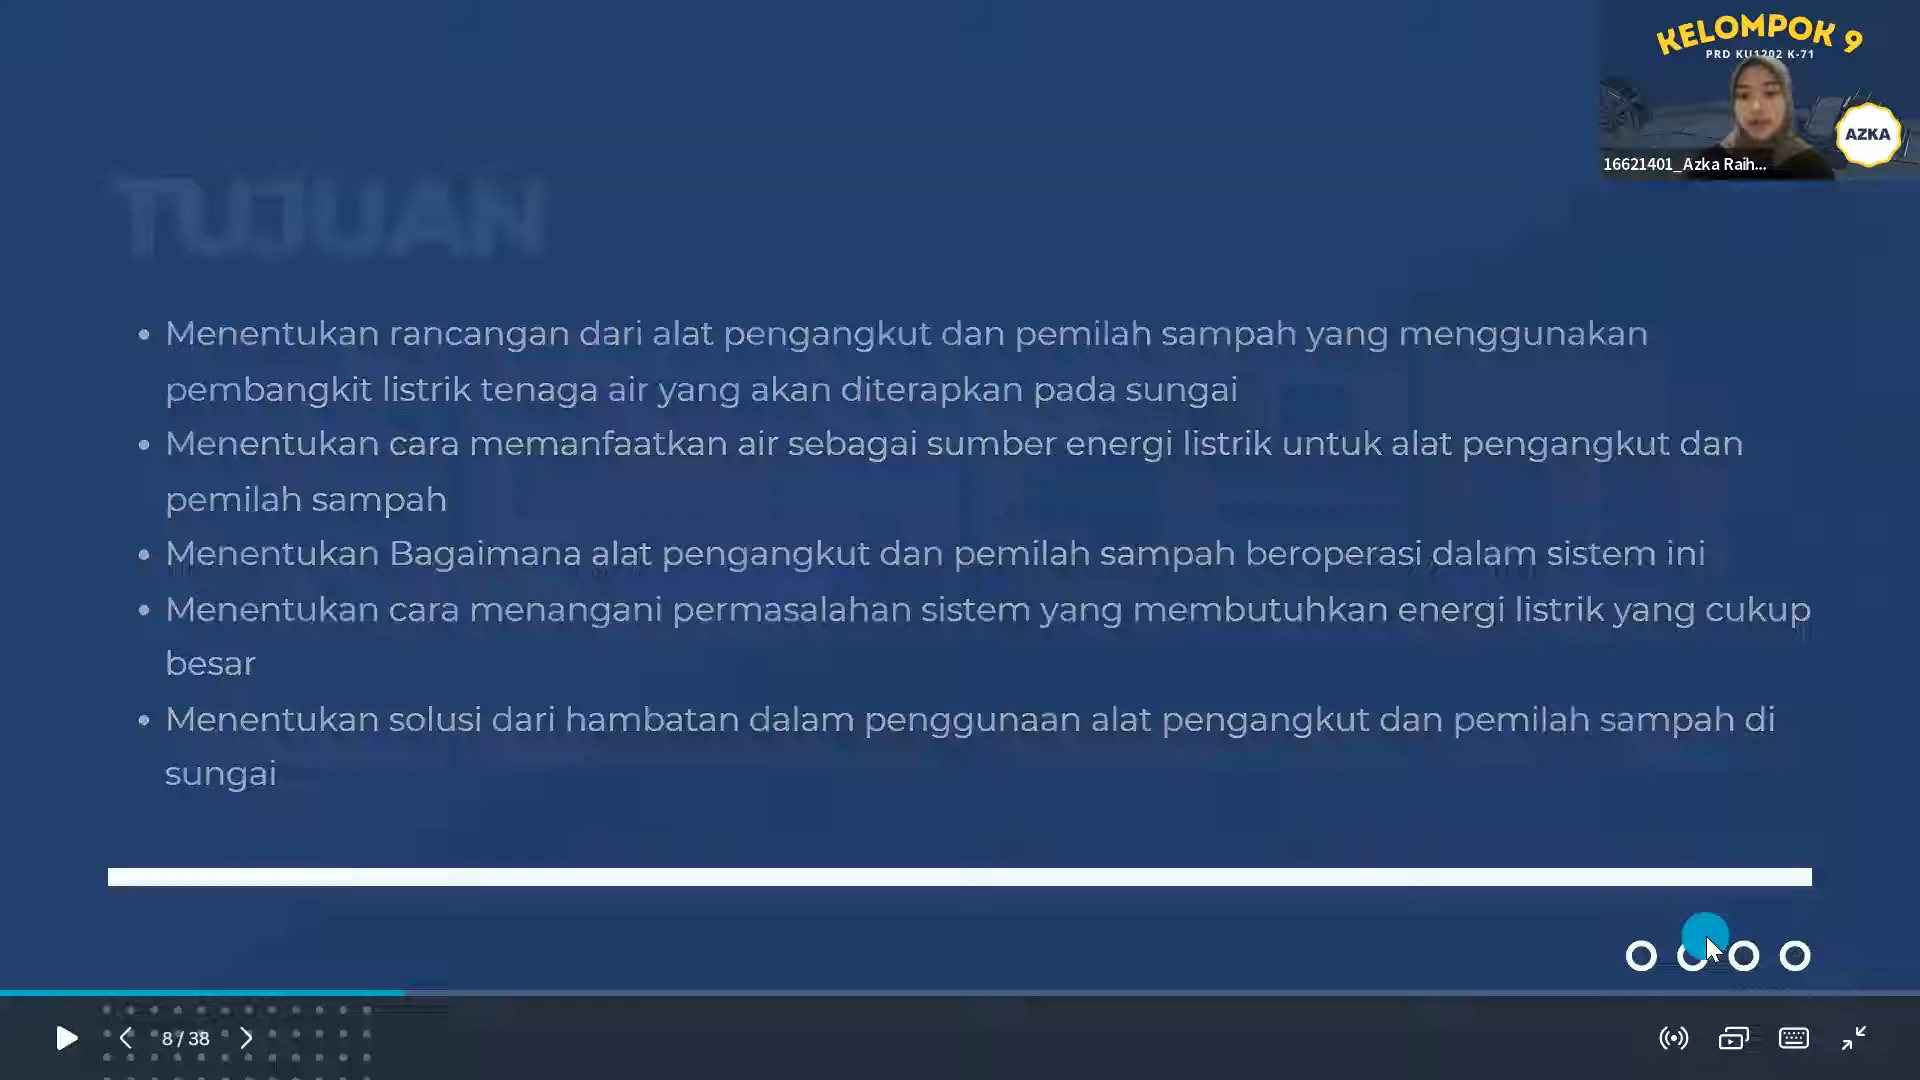 KELOMPOK 9
PRD KU1202 K-71
AZKA
16621401_Azka Raih...
TUJUAN
• Menentukan rancangan dari alat pengangkut dan pemilah sampah yang menggunakan
pembangkit listrik tenaga air yang akan diterapkan pada sungai
• Menentukan cara memanfaatkan air sebagai sumber energi listrik untuk alat pengangkut dan
pemilah sampah
• Menentukan Bagaimana alat pengangkut dan pemilah sampah beroperasi dalam sistem ini
• Menentukan cara menangani permasalahan sistem yang membutuhkan energi listrik yang cukup
besar
• Menentukan solusi dari hambatan dalam penggunaan alat pengangkut dan pemilah sampah di
sungai
8 / 38